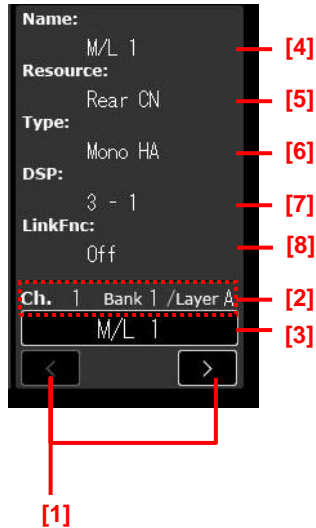 Name:
M/L 1 [4]
Resource:
Rear CN [5]
Type:
Mono HA [6]
DSP:
3 - 1 [7]
LinkFnc:
Off [8]
Ch. 1 Bank 1 /Layer A [2]
M/L 1 [3]
< >
[1]